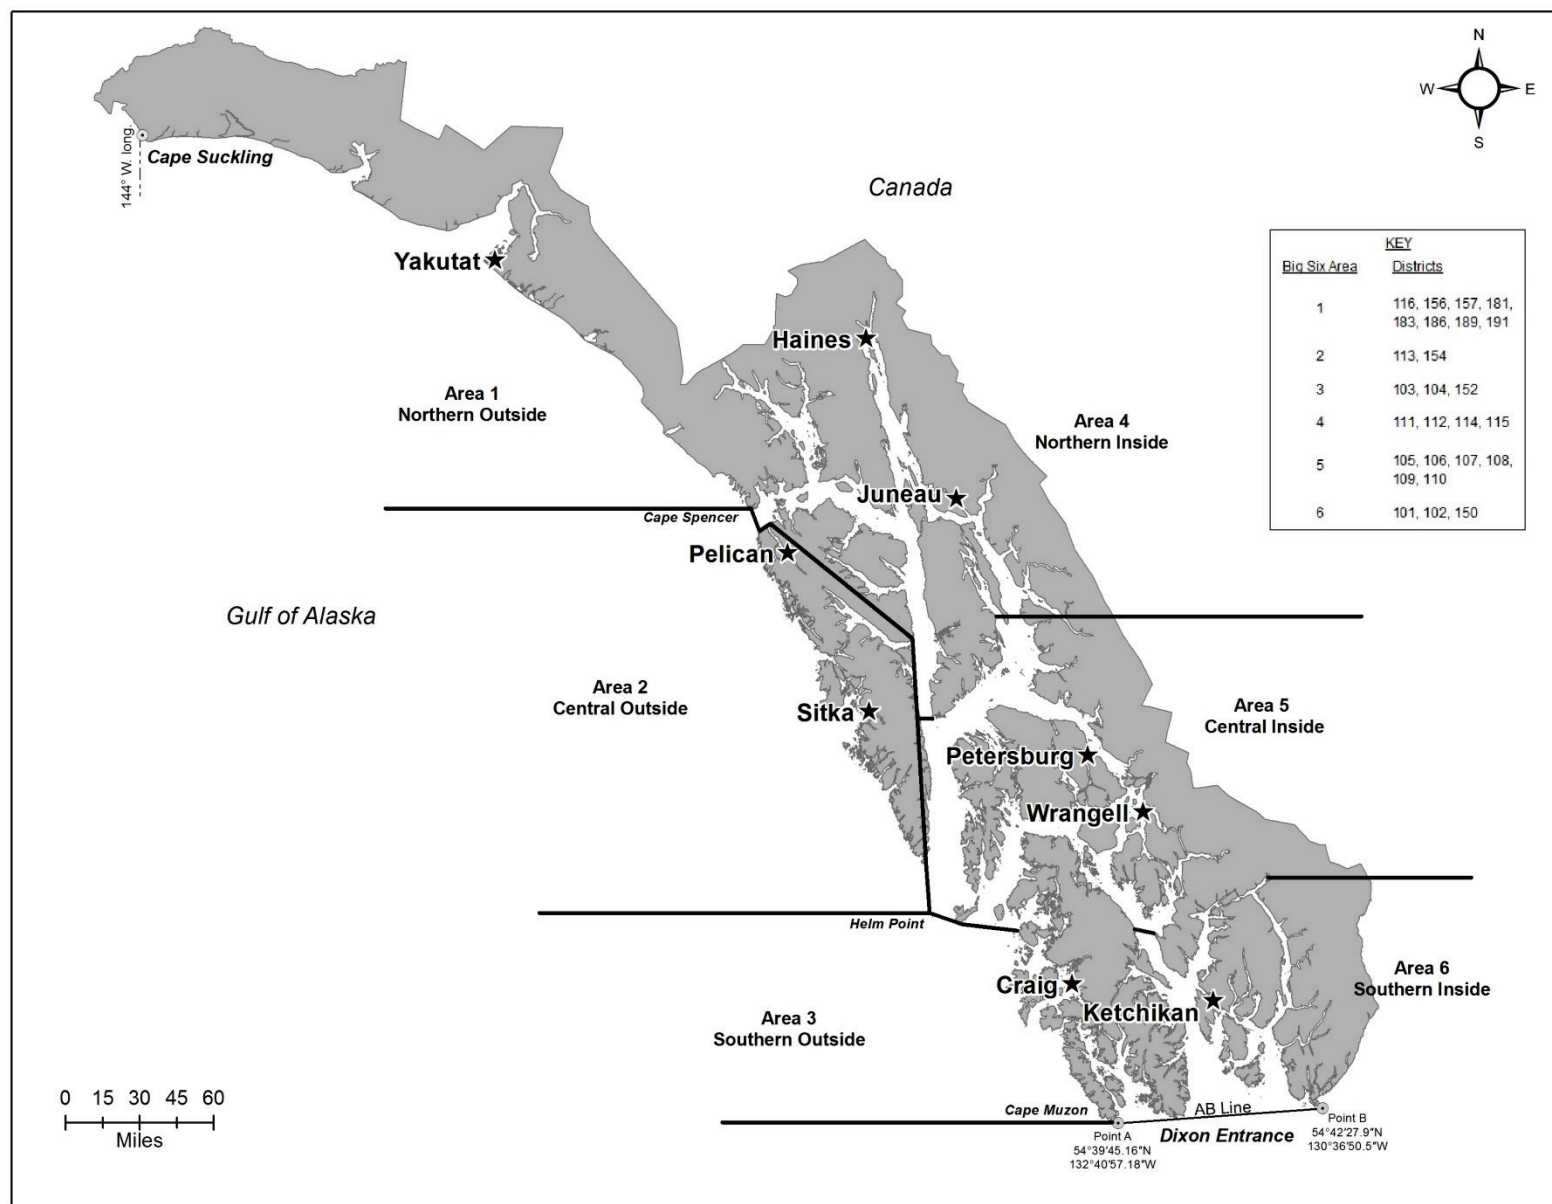 N
W E
S
144° W. long.
Cape Suckling
Canada
Yakutat
KEY
Big Six Area Districts
1 116, 156, 157, 181,
183, 186, 189, 191
2 113, 154
3 103, 104, 152
4 111, 112, 114, 115
5 105, 106, 107, 108,
109, 110
6 101, 102, 150
Haines
Area 1
Northern Outside
Area 4
Northern Inside
Juneau
Cape Spencer
Pelican
Gulf of Alaska
Area 2
Central Outside
Sitka
Area 5
Central Inside
Petersburg
Wrangell
Helm Point
Craig
Ketchikan
Area 6
Southern Inside
Area 3
Southern Outside
0 15 30 45 60
Miles
Cape Muzon
AB Line
Dixon Entrance
Point A
54°39'45.16"N
132°40'57.18"W
Point B
54°42'27.9"N
130°36'50.5"W